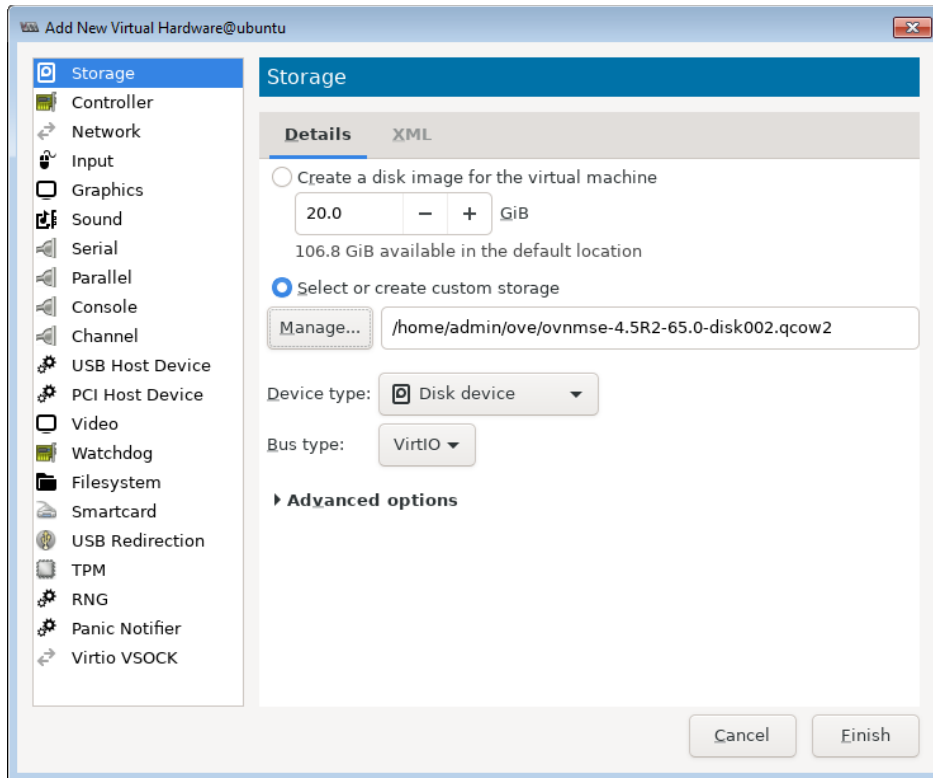 Add New Virtual Hardware@ubuntu
Storage
Controller
Network
Input
Graphics
Sound
Serial
Parallel
Console
Channel
USB Host Device
PCI Host Device
Video
Watchdog
Filesystem
Smartcard
USB Redirection
TPM
RNG
Panic Notifier
Virtio VSOCK
Storage
Details XML
Create a disk image for the virtual machine
20.0 − + GiB
106.8 GiB available in the default location
Select or create custom storage
Manage... /home/admin/ove/ovnmse-4.5R2-65.0-disk002.qcow2
Device type: Disk device
Bus type: VirtIO
Advanced options
Cancel Finish